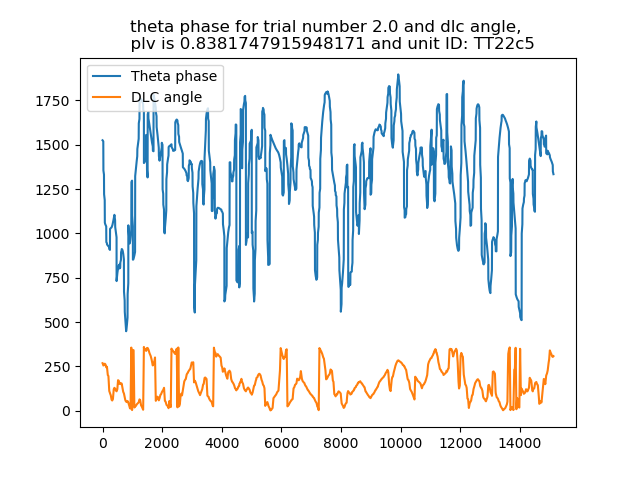 theta phase for trial number 2.0 and dlc angle,
plv is 0.8381747915948171 and unit ID: TT22c5
Theta phase
DLC angle
1750
1500
1250
1000
750
500
250
0
0 2000 4000 6000 8000 10000 12000 14000